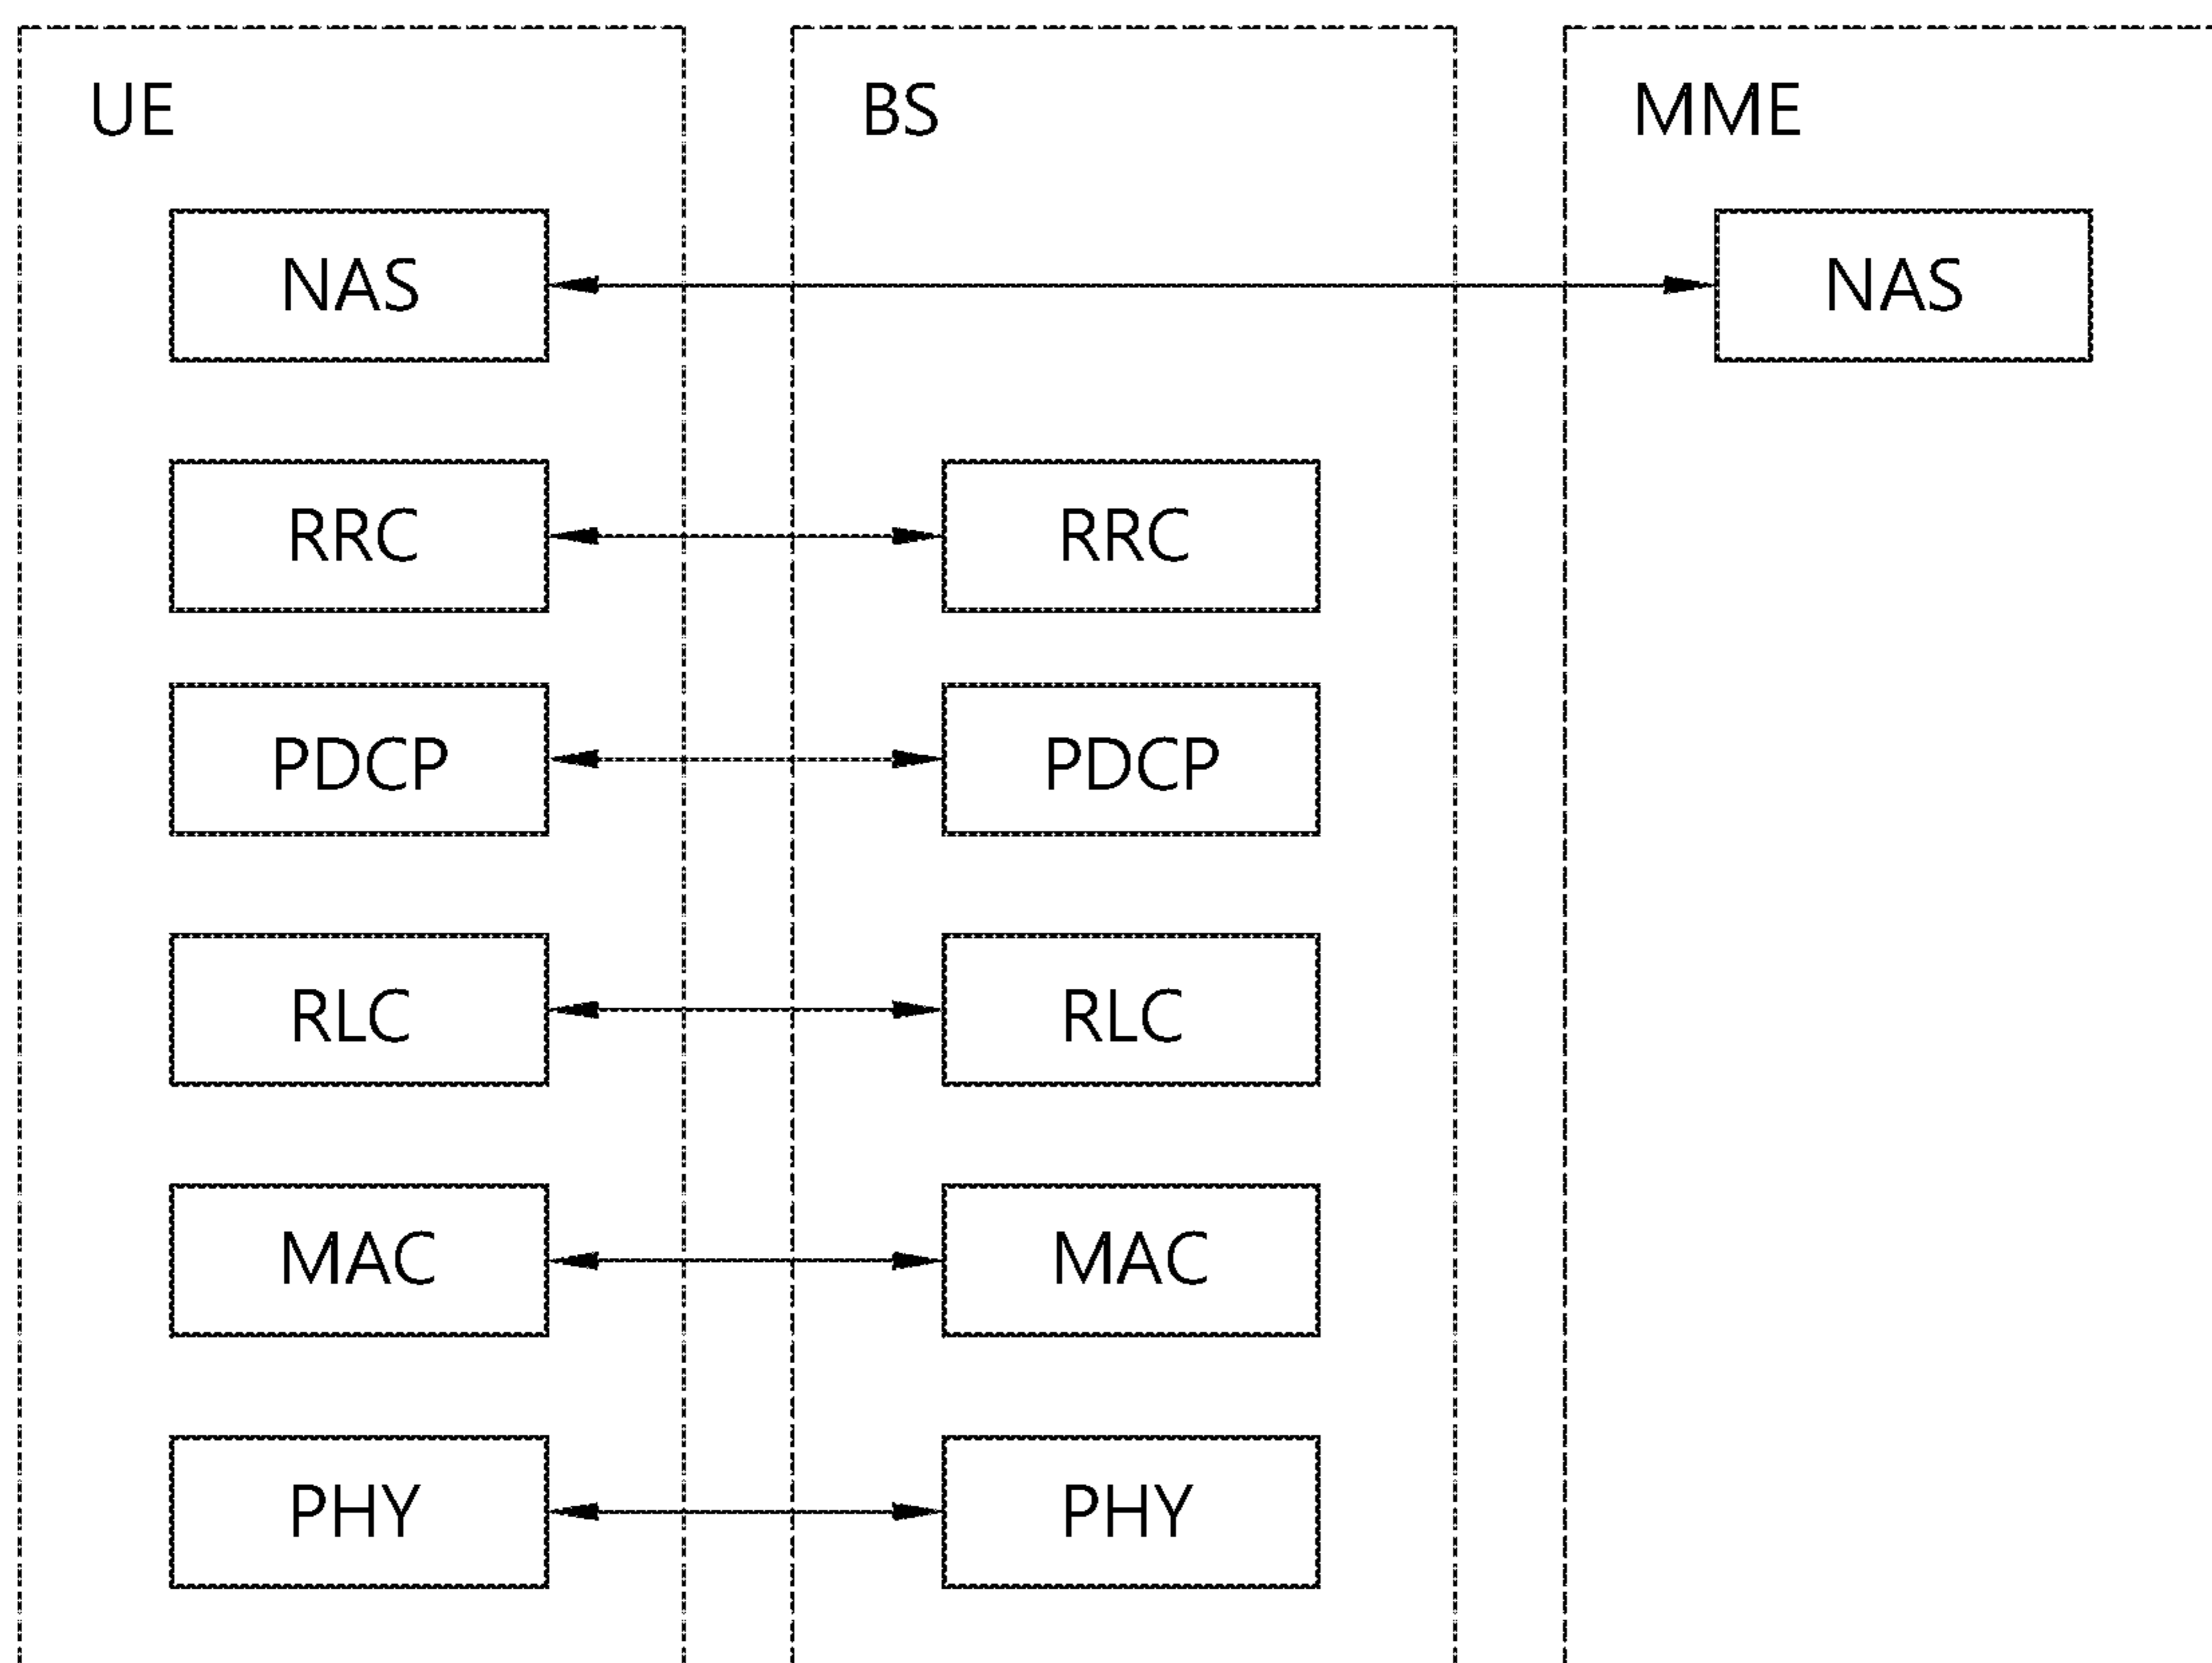 UE BS MME
NAS NAS
RRC RRC
PDCP PDCP
RLC RLC
MAC MAC
PHY PHY